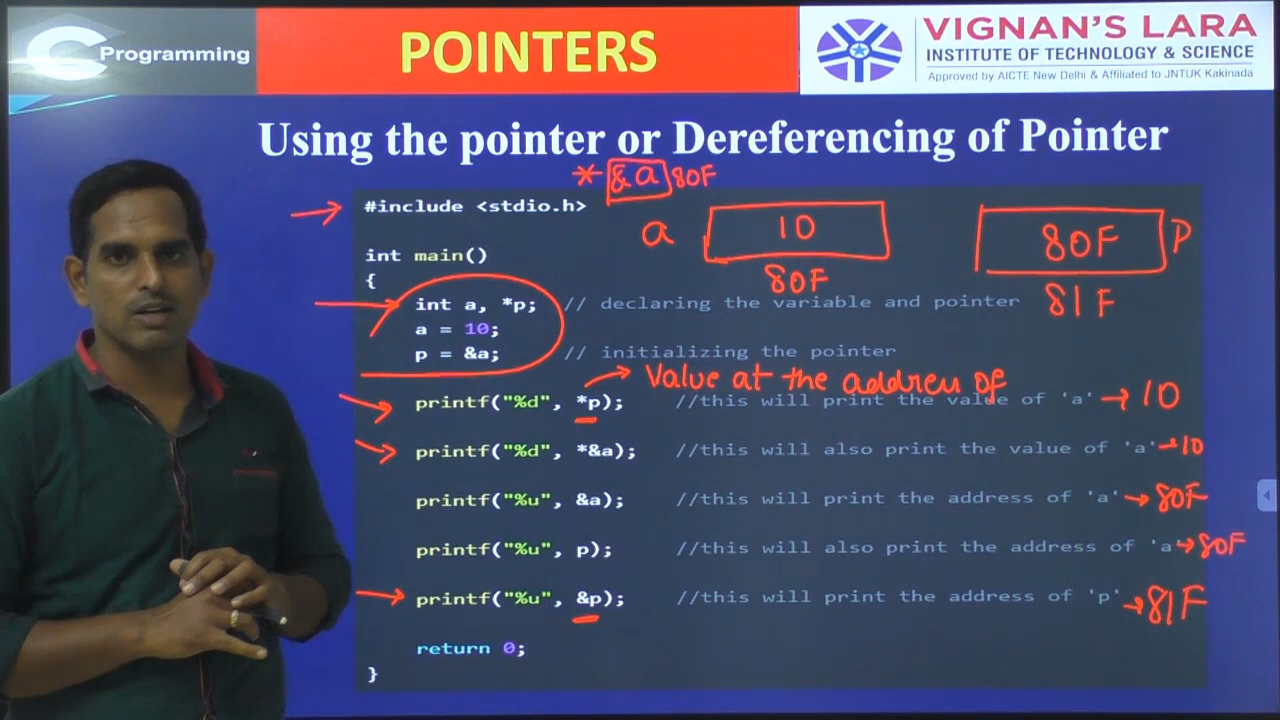 C Programming
POINTERS
VIGNAN'S LARA
INSTITUTE OF TECHNOLOGY & SCIENCE
Approved by AICTE New Delhi & Affiliated to JNTUK Kakinada
Using the pointer or Dereferencing of Pointer
* &a 80F
#include <stdio.h>
a 10 80F P
80F 81F
int main()
{
int a, *p; // declaring the variable and pointer
a = 10;
p = &a; // initializing the pointer
Value at the addren of
printf("%d", *p); //this will print the value of 'a' → 10
printf("%d", *&a); //this will also print the value of 'a' → 10
printf("%u", &a); //this will print the address of 'a' → 80F
printf("%u", p); //this will also print the address of 'a → 80F
printf("%u", &p); //this will print the address of 'p' → 81F
return 0;
}